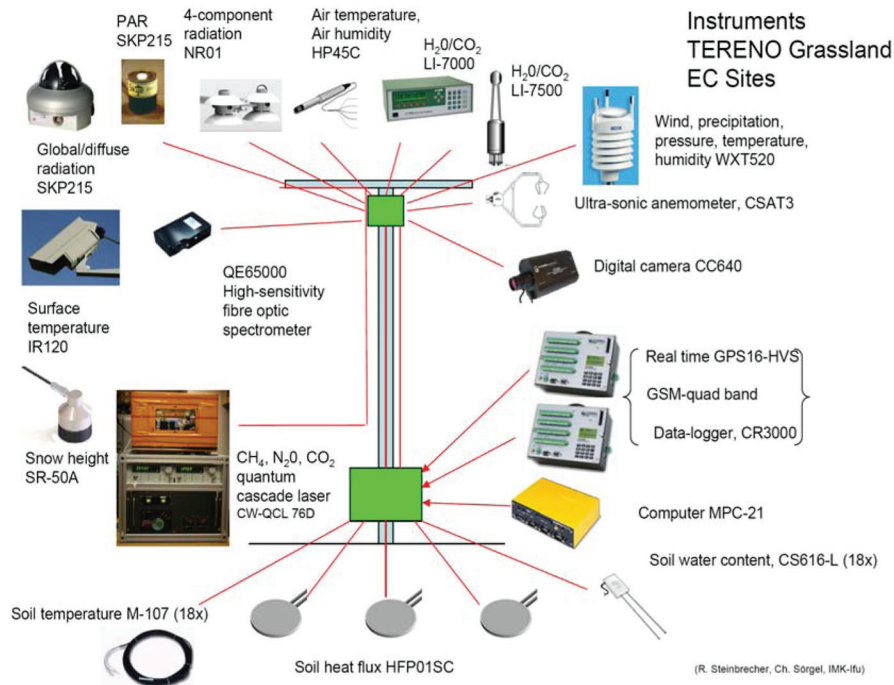 Instruments
TERENO Grassland
EC Sites
PAR
SKP215
4-component
radiation
NR01
Air temperature,
Air humidity
HP45C
H20/CO2
LI-7000
H20/CO2
LI-7500
Wind, precipitation,
pressure, temperature,
humidity WXT520
Global/diffuse
radiation
SKP215
Ultra-sonic anemometer, CSAT3
QE65000
High-sensitivity
fibre optic
spectrometer
Digital camera CC640
Surface
temperature
IR120
Real time GPS16-HVS
GSM-quad band
Data-logger, CR3000
Snow height
SR-50A
CH4, N20, CO2
quantum
cascade laser
CW-QCL 76D
Computer MPC-21
Soil water content, CS616-L (18x)
Soil temperature M-107 (18x)
Soil heat flux HFP01SC
(R. Steinbrecher, Ch. Sörgel, IMK-Ifu)